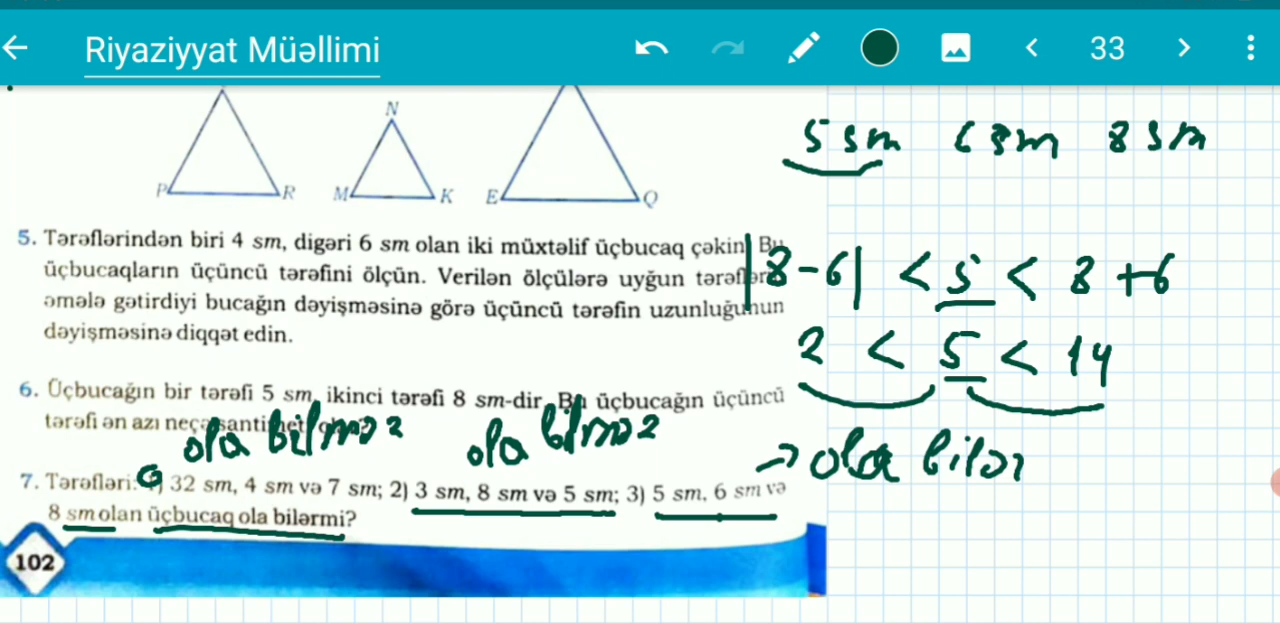 Riyaziyyat Müəllimi
33
N
P
R
M
K
E
Q
5 sm 6 sm 8 sm
5. Tərəflərindən biri 4 sm, digəri 6 sm olan iki müxtəlif üçbucaq çəkin. Bu
üçbucaqların üçüncü tərəfini ölçün. Verilən ölçülərə uyğun tərəflərin
əmələ gətirdiyi bucağın dəyişməsinə görə üçüncü tərəfin uzunluğunun
dəyişməsinə diqqət edin.
|8-6| < 5 < 8 + 6
2 < 5 < 14
6. Üçbucağın bir tərəfi 5 sm, ikinci tərəfi 8 sm-dir. Bu üçbucağın üçüncü
tərəfi ən azı neçə
ola bilməz
ola bilməz
→ ola bilər
7. Tərəfləri: 1) 32 sm, 4 sm və 7 sm; 2) 3 sm, 8 sm və 5 sm; 3) 5 sm, 6 sm və
8 sm olan üçbucaq ola bilərmi?
102